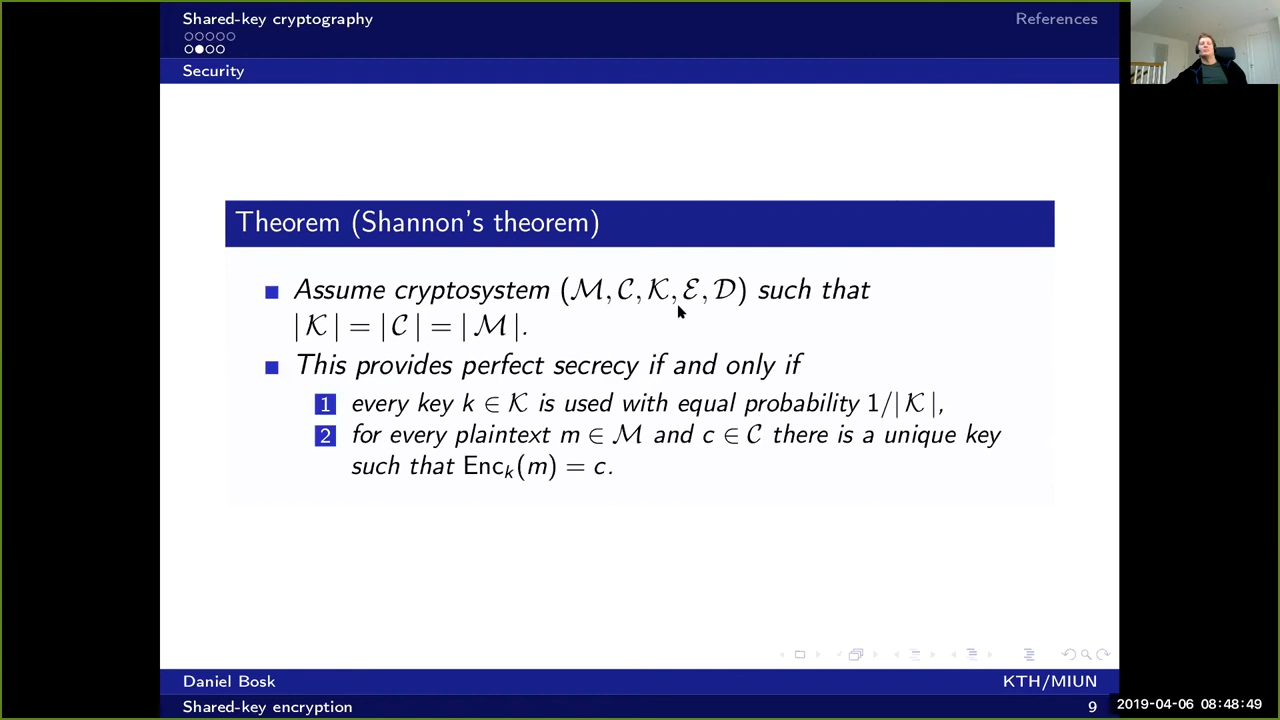 Shared-key cryptography
References
Security
Theorem (Shannon's theorem)
Assume cryptosystem (ℳ, 𝒞, 𝒦, ℰ, 𝒟) such that
|𝒦| = |𝒞| = |ℳ|.
This provides perfect secrecy if and only if
1 every key k ∈ 𝒦 is used with equal probability 1/|𝒦|,
2 for every plaintext m ∈ ℳ and c ∈ 𝒞 there is a unique key
such that Encₖ(m) = c.
Daniel Bosk
KTH/MIUN
Shared-key encryption
9
2019-04-06 08:48:49